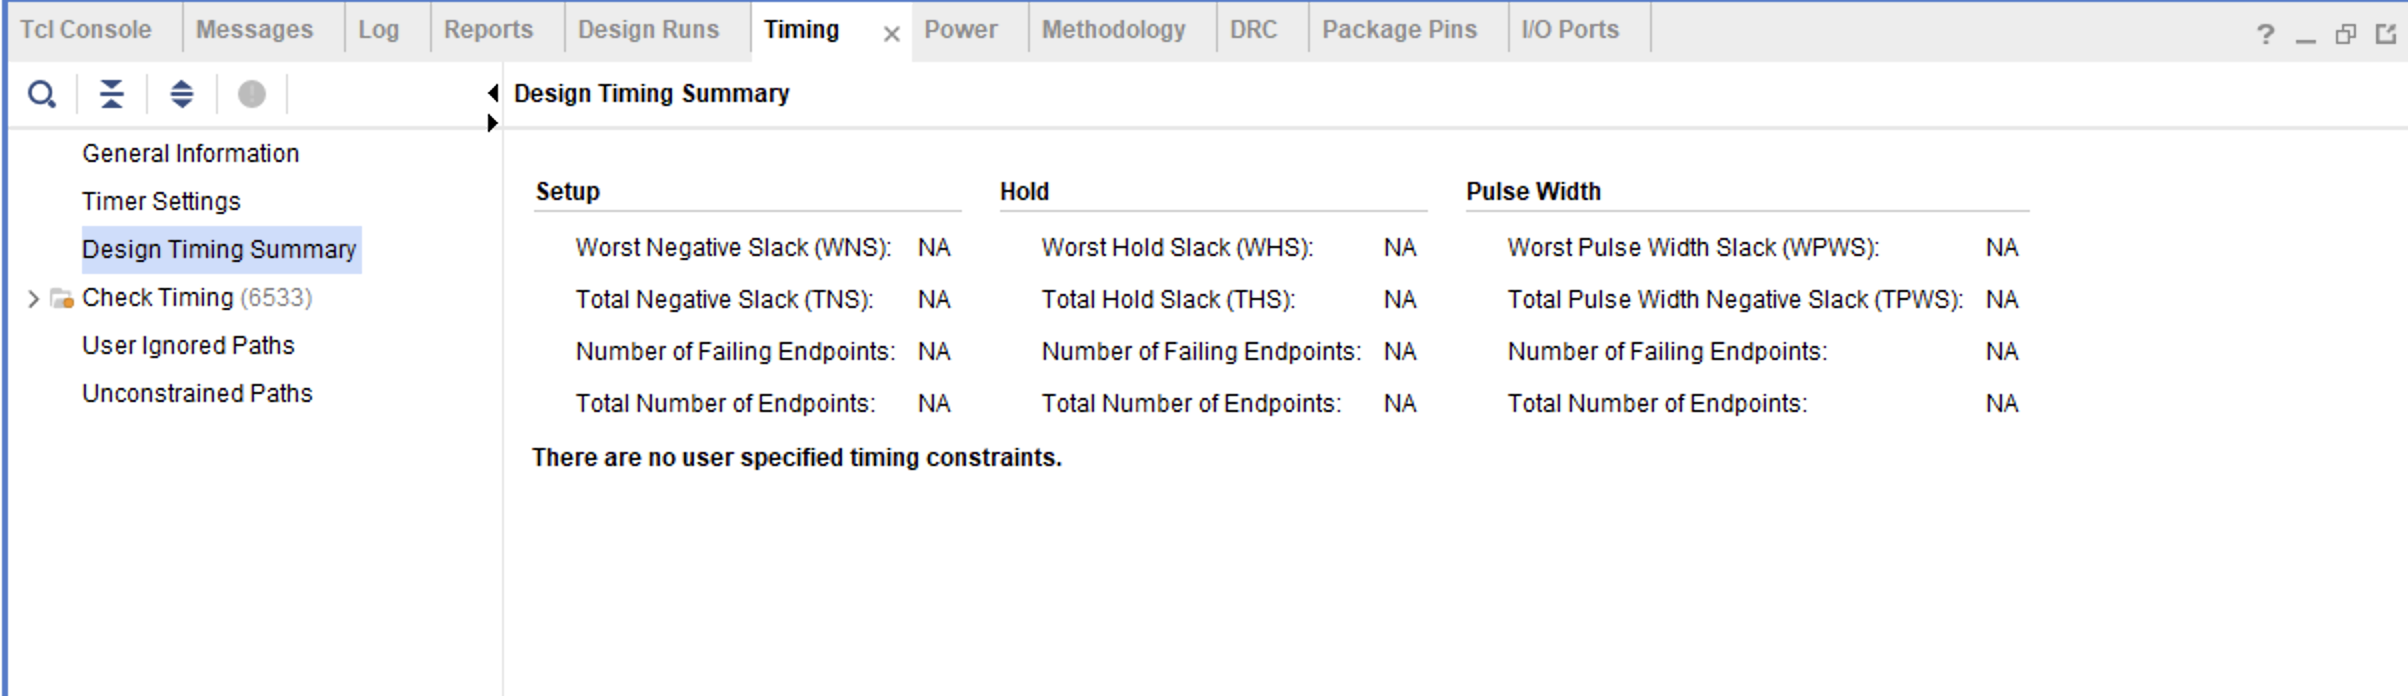 Tcl Console Messages Log Reports Design Runs Timing Power Methodology DRC Package Pins I/O Ports ?
Design Timing Summary
General Information
Timer Settings
Design Timing Summary
Check Timing (6533)
User Ignored Paths
Unconstrained Paths
Setup Hold Pulse Width
Worst Negative Slack (WNS): NA Worst Hold Slack (WHS): NA Worst Pulse Width Slack (WPWS): NA
Total Negative Slack (TNS): NA Total Hold Slack (THS): NA Total Pulse Width Negative Slack (TPWS): NA
Number of Failing Endpoints: NA Number of Failing Endpoints: NA Number of Failing Endpoints: NA
Total Number of Endpoints: NA Total Number of Endpoints: NA Total Number of Endpoints: NA
There are no user specified timing constraints.